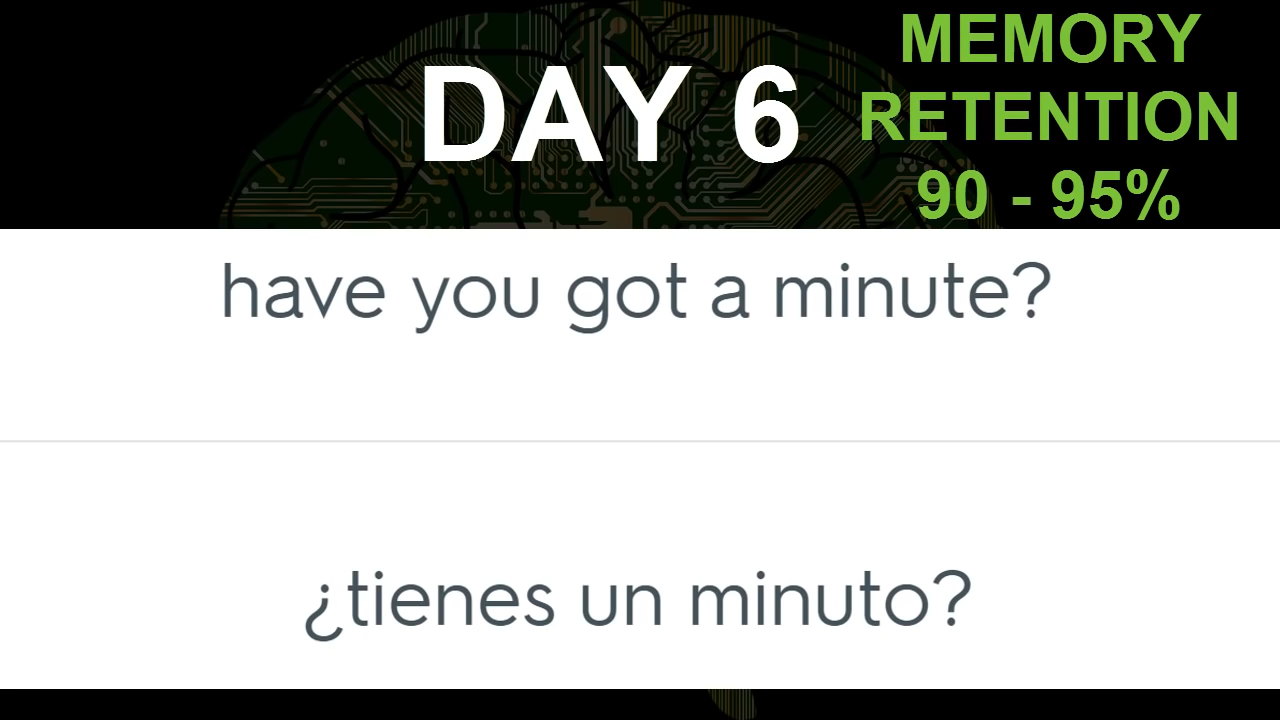 DAY 6
MEMORY
RETENTION
90 - 95%
have you got a minute?
¿tienes un minuto?